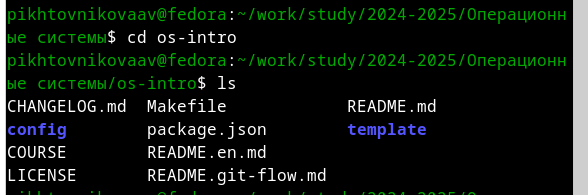 pikhtovnikovaav@fedora:~/work/study/2024-2025/Операционн
ые системы$ cd os-intro
pikhtovnikovaav@fedora:~/work/study/2024-2025/Операционн
ые системы/os-intro$ ls
CHANGELOG.md  Makefile            README.md
config        package.json        template
COURSE        README.en.md
LICENSE       README.git-flow.md